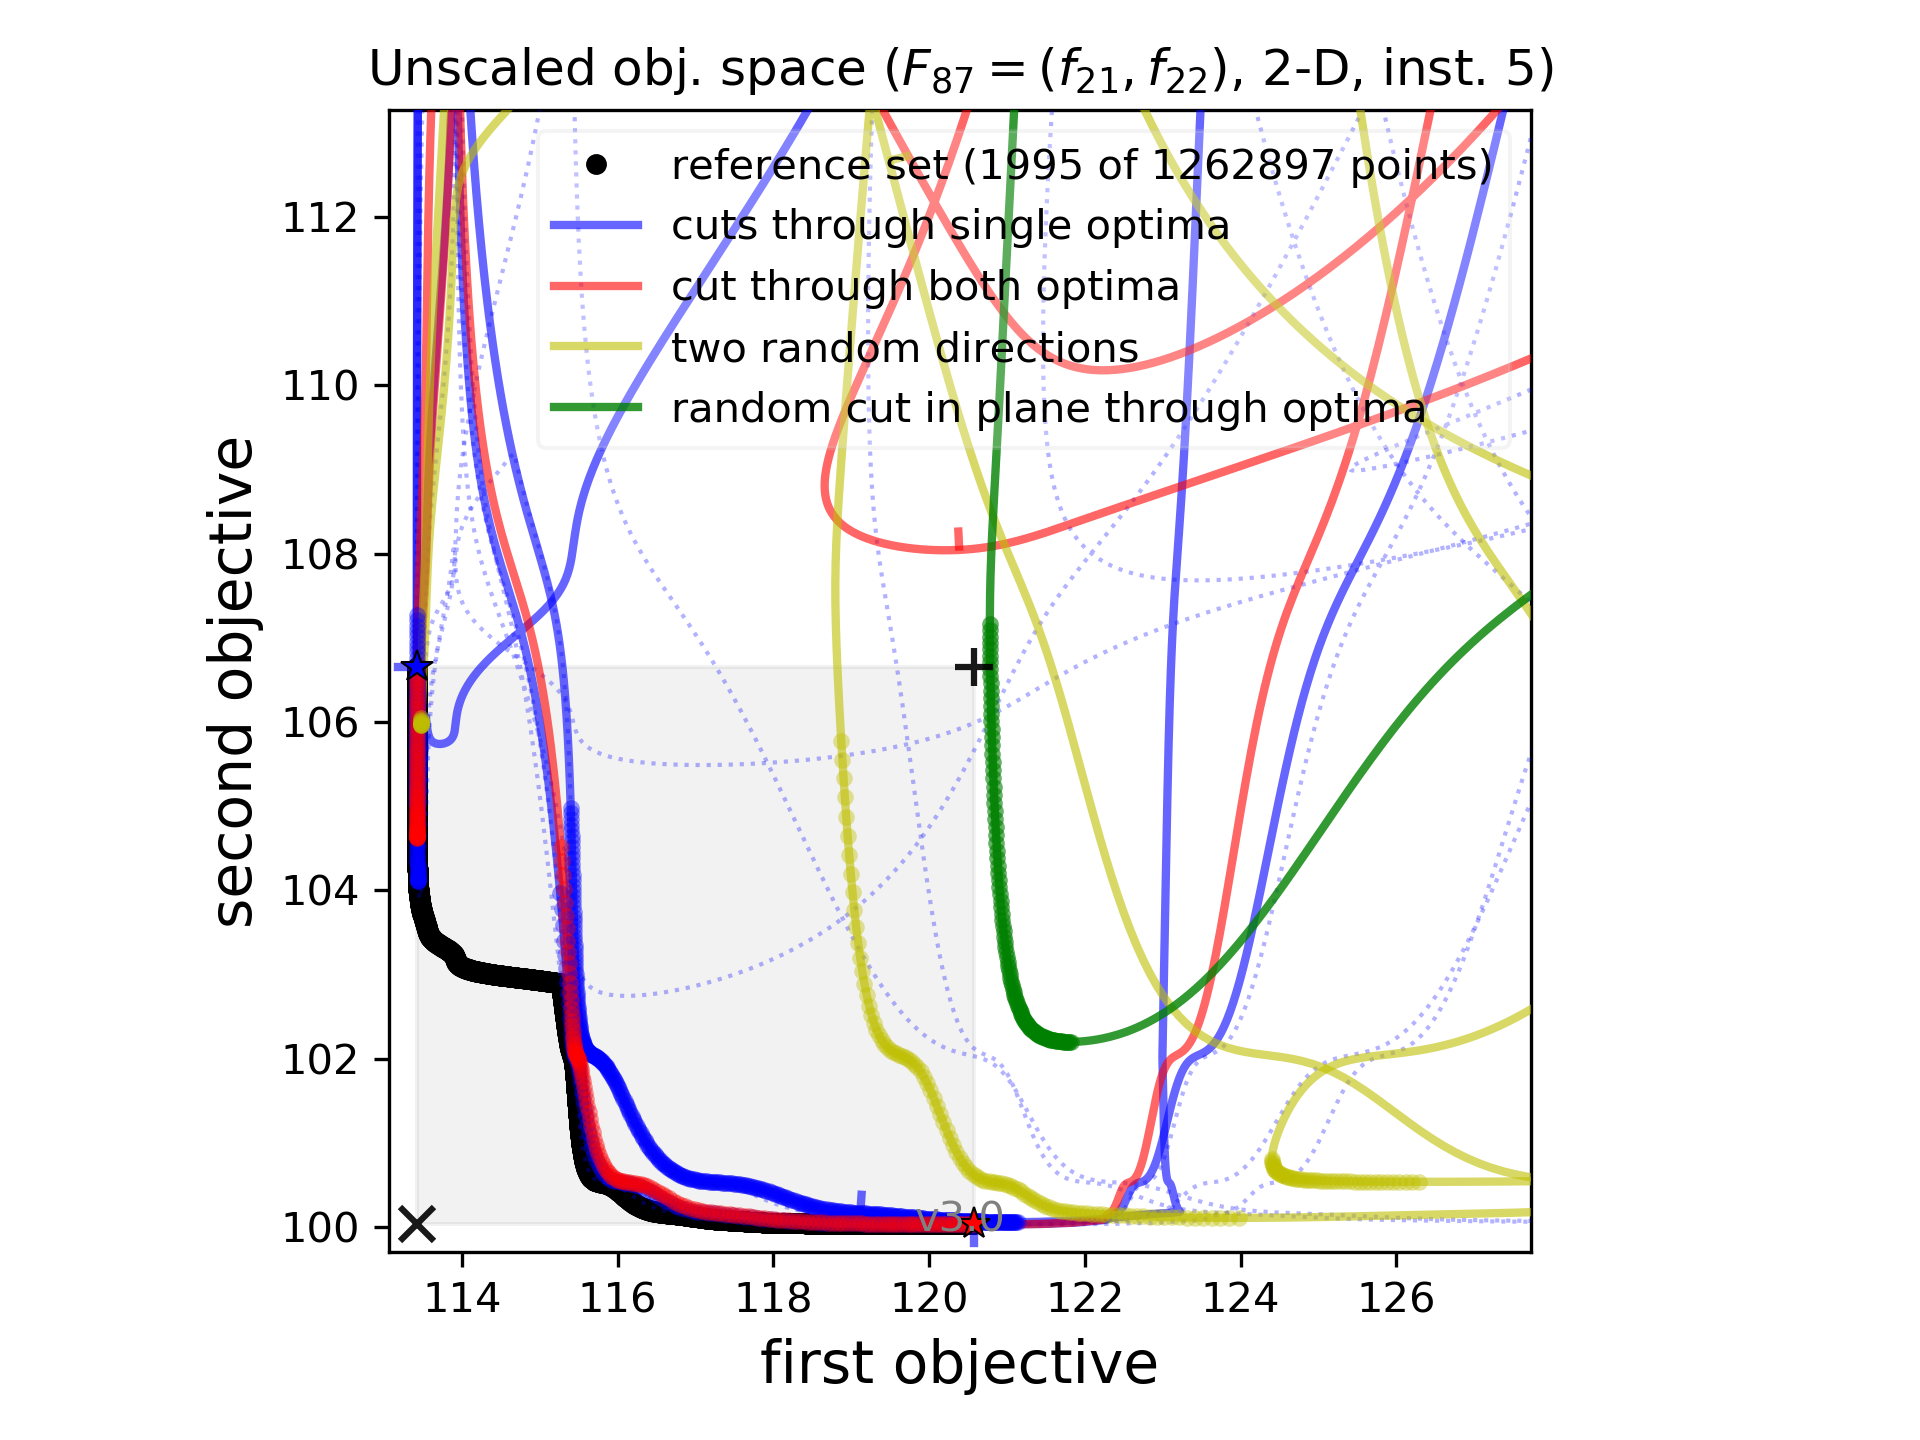 Unscaled obj. space (F₈₇ = (f₂₁, f₂₂), 2-D, inst. 5)
reference set (1995 of 1262897 points)
cuts through single optima
cut through both optima
two random directions
random cut in plane through optima
112
110
108
106
104
102
100
second objective
v3.0
114 116 118 120 122 124 126
first objective